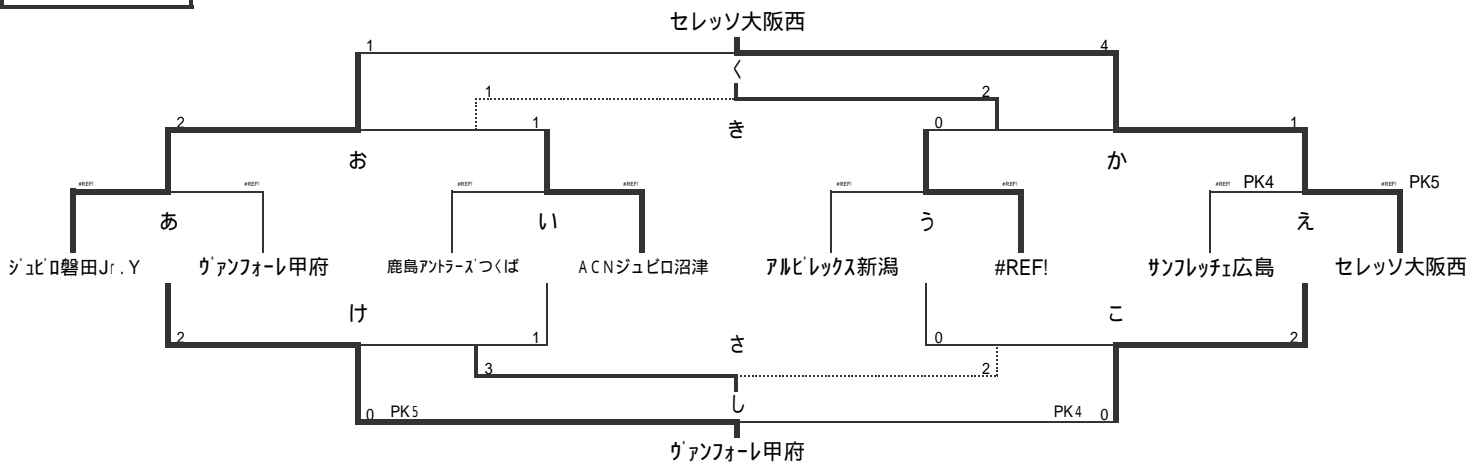 セレッソ大阪西
1 4
く
1 2
2 1 き 0 1
お か
#REF! #REF! #REF! #REF! #REF! #REF! #REF! PK4 #REF! PK5
あ い う え
ジュビロ磐田Jr.Y ヴァンフォーレ甲府 鹿島アントラーズつくば ACNジュビロ沼津 アルビレックス新潟 #REF! サンフレッチェ広島 セレッソ大阪西
け こ
2 1 さ 0 2
3 2
し
0 PK5 PK4 0
ヴァンフォーレ甲府